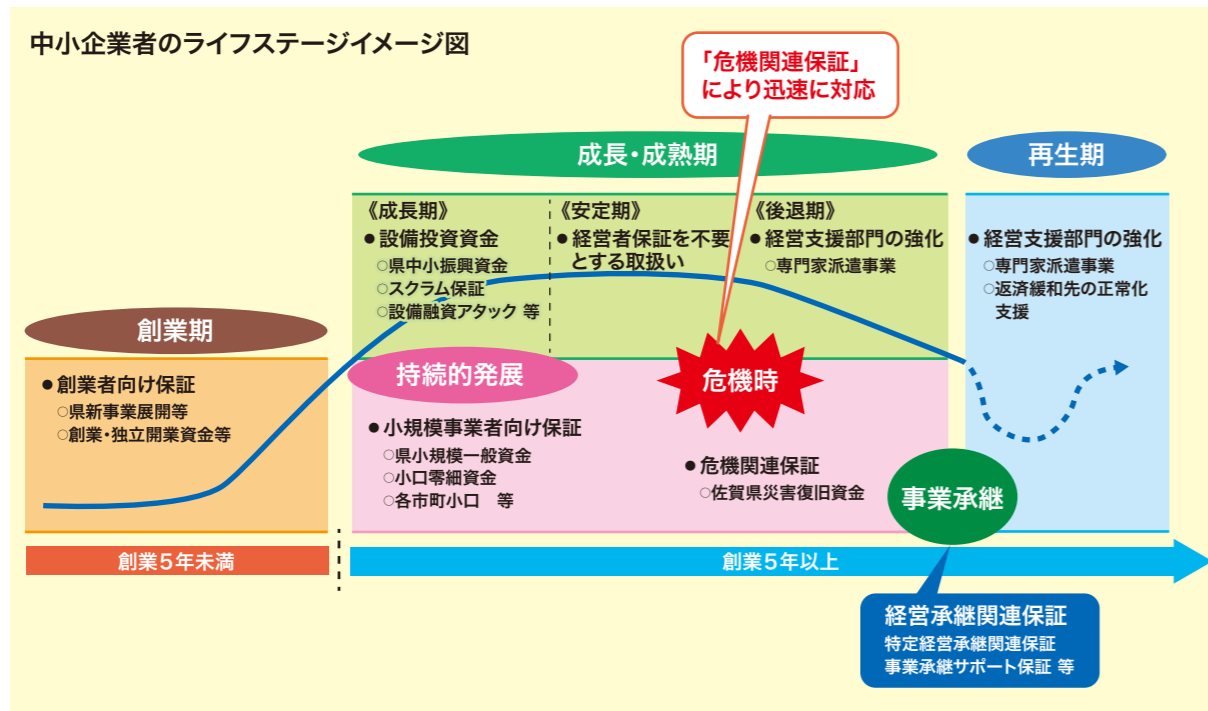 中小企業者のライフステージイメージ図
「危機関連保証」
により迅速に対応
成長・成熟期
再生期
《成長期》
●設備投資資金
○県中小振興資金
○スクラム保証
○設備融資アタック 等
《安定期》
●経営者保証を不要
とする取扱い
《後退期》
●経営支援部門の強化
○専門家派遣事業
●経営支援部門の強化
○専門家派遣事業
○返済緩和先の正常化
支援
創業期
●創業者向け保証
○県新事業展開等
○創業・独立開業資金等
持続的発展
●小規模事業者向け保証
○県小規模一般資金
○小口零細資金
○各市町小口　等
危機時
●危機関連保証
○佐賀県災害復旧資金
事業承継
創業5年未満
創業5年以上
経営承継関連保証
特定経営承継関連保証
事業承継サポート保証 等